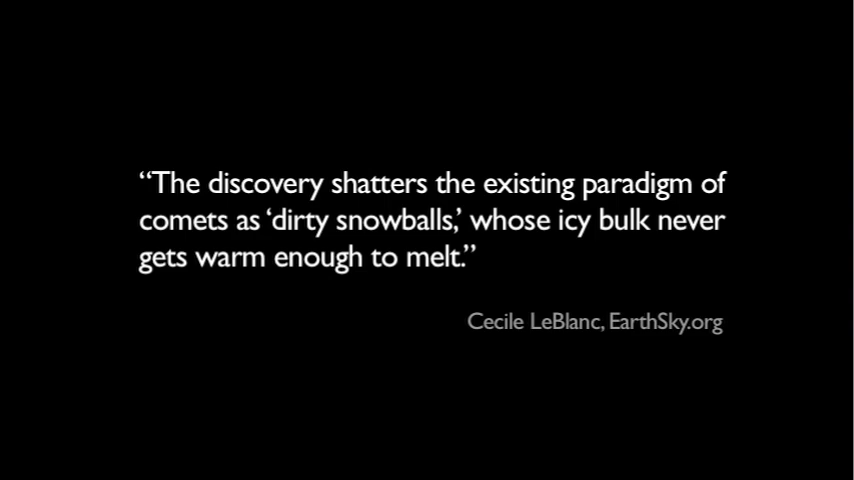 “The discovery shatters the existing paradigm of
comets as ‘dirty snowballs,’ whose icy bulk never
gets warm enough to melt.”
Cecile LeBlanc, EarthSky.org